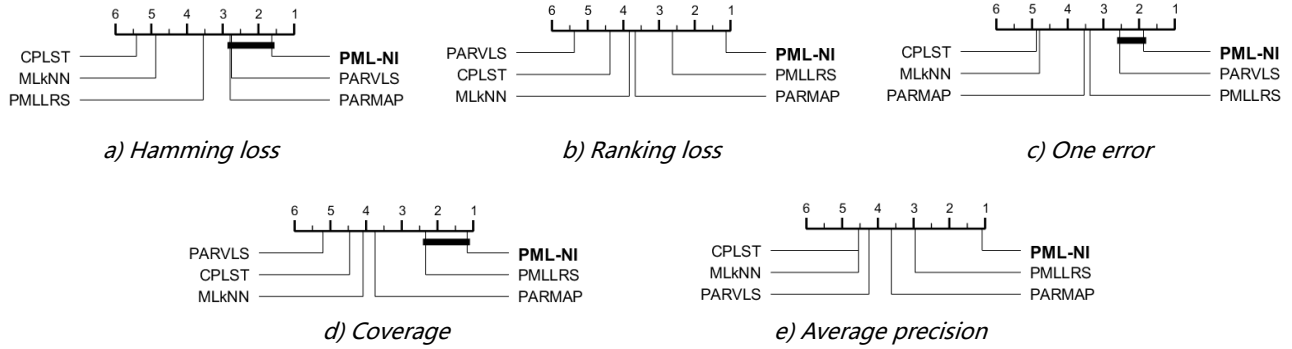 6 5 4 3 2 1
CPLST
MLkNN
PMLLRS
PML-NI
PARVLS
PARMAP
a) Hamming loss
6 5 4 3 2 1
PARVLS
CPLST
MLkNN
PML-NI
PMLLRS
PARMAP
b) Ranking loss
6 5 4 3 2 1
CPLST
MLkNN
PARMAP
PML-NI
PARVLS
PMLLRS
c) One error
6 5 4 3 2 1
PARVLS
CPLST
MLkNN
PML-NI
PMLLRS
PARMAP
d) Coverage
6 5 4 3 2 1
CPLST
MLkNN
PARVLS
PML-NI
PMLLRS
PARMAP
e) Average precision